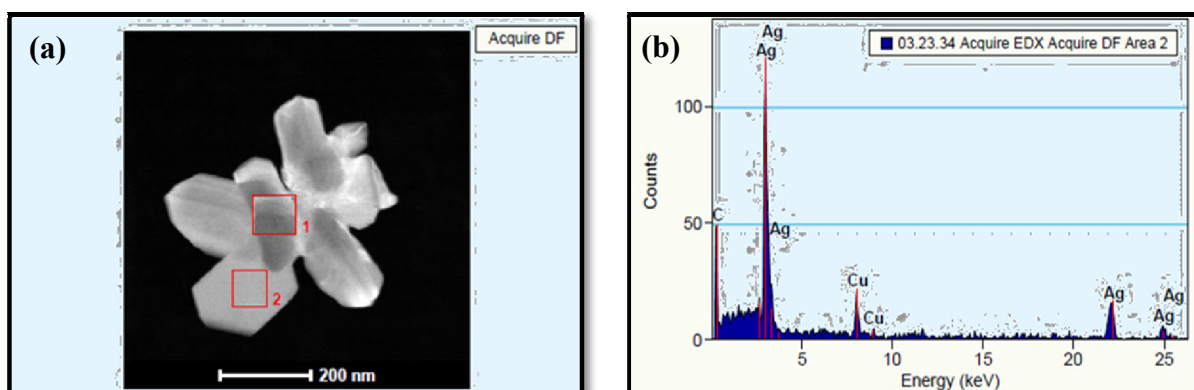 (a)
Acquire DF
1
2
200 nm
(b)
03.23.34 Acquire EDX Acquire DF Area 2
Ag
Ag
100
Counts
C
50
Ag
Cu
Cu
Ag
Ag
Ag
0
5
10
15
20
25
Energy (keV)